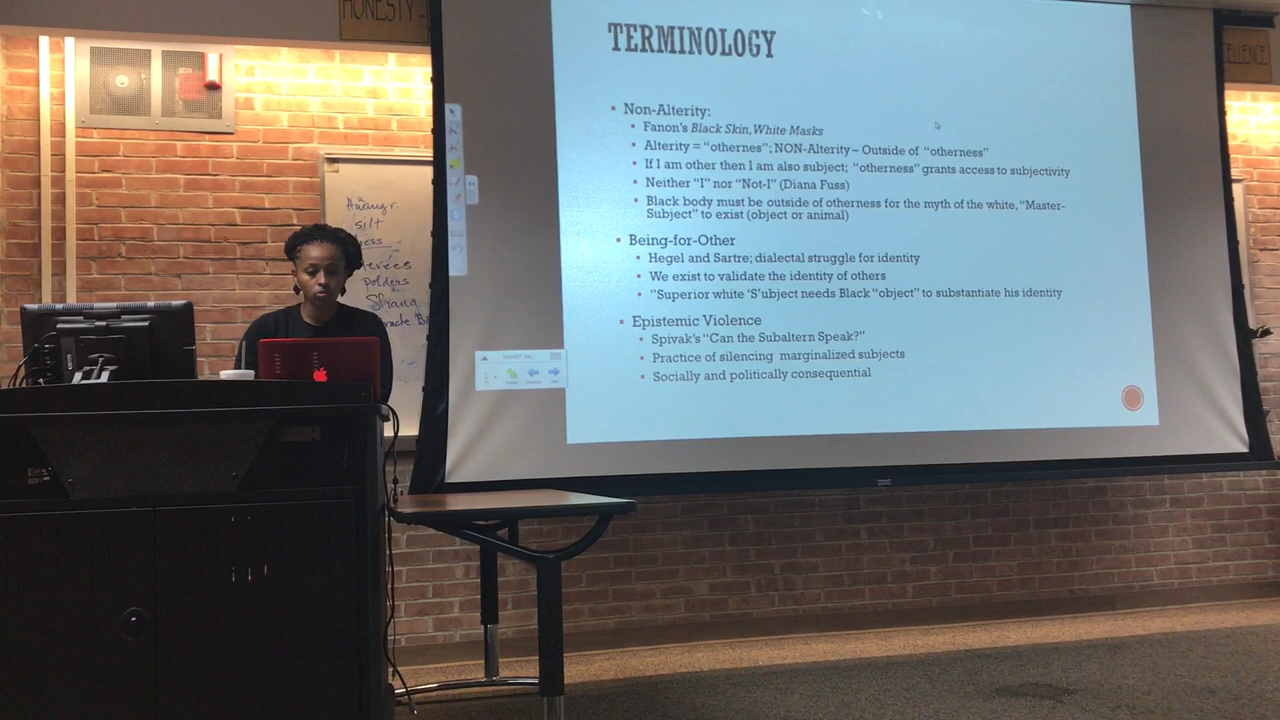 HONESTY -
TERMINOLOGY
Non-Alterity:
Fanon's Black Skin, White Masks
Alterity = "othernes"; NON-Alterity – Outside of "otherness"
If I am other then I am also subject; "otherness" grants access to subjectivity
Neither "I" nor "Not-I" (Diana Fuss)
Black body must be outside of otherness for the myth of the white, "Master-
Subject" to exist (object or animal)
Being-for-Other
Hegel and Sartre; dialectal struggle for identity
We exist to validate the identity of others
"Superior white 'S'ubject needs Black "object" to substantiate his identity
Epistemic Violence
Spivak's "Can the Subaltern Speak?"
Practice of silencing marginalized subjects
Socially and politically consequential
ELLENCE
silt
polders